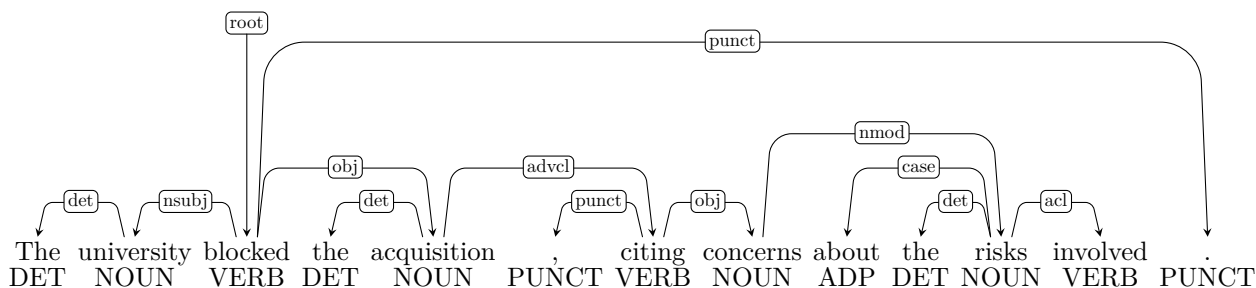 root
punct
nmod
obj advcl case
det nsubj det punct obj det acl
The university blocked the acquisition , citing concerns about the risks involved .
DET NOUN VERB DET NOUN PUNCT VERB NOUN ADP DET NOUN VERB PUNCT